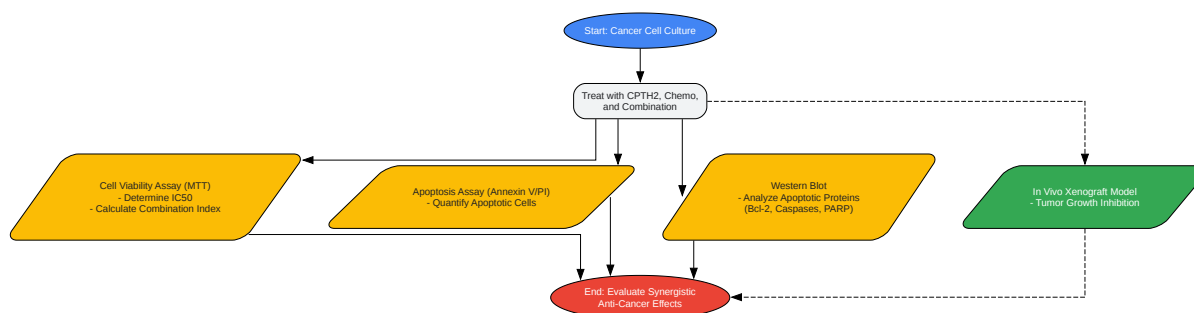 Start: Cancer Cell Culture
Treat with CPTH2, Chemo,
and Combination
Cell Viability Assay (MTT)
- Determine IC50
- Calculate Combination Index
Apoptosis Assay (Annexin V/PI)
- Quantify Apoptotic Cells
Western Blot
- Analyze Apoptotic Proteins
(Bcl-2, Caspases, PARP)
In Vivo Xenograft Model
- Tumor Growth Inhibition
End: Evaluate Synergistic
Anti-Cancer Effects